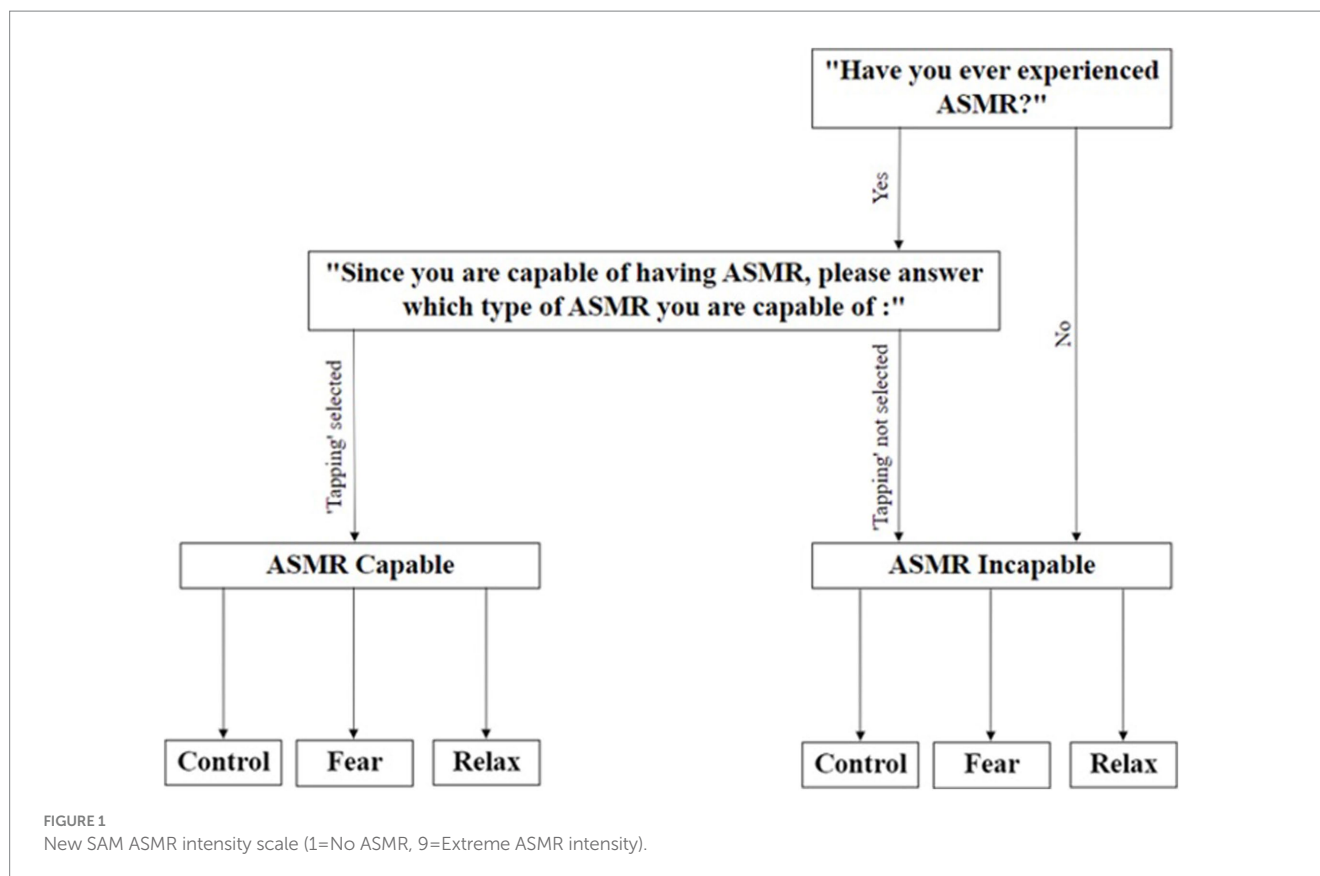 "Have you ever experienced
ASMR?"
Yes
No
"Since you are capable of having ASMR, please answer
which type of ASMR you are capable of :"
'Tapping' selected
'Tapping' not selected
ASMR Capable
ASMR Incapable
Control
Fear
Relax
Control
Fear
Relax
FIGURE 1
New SAM ASMR intensity scale (1=No ASMR, 9=Extreme ASMR intensity).